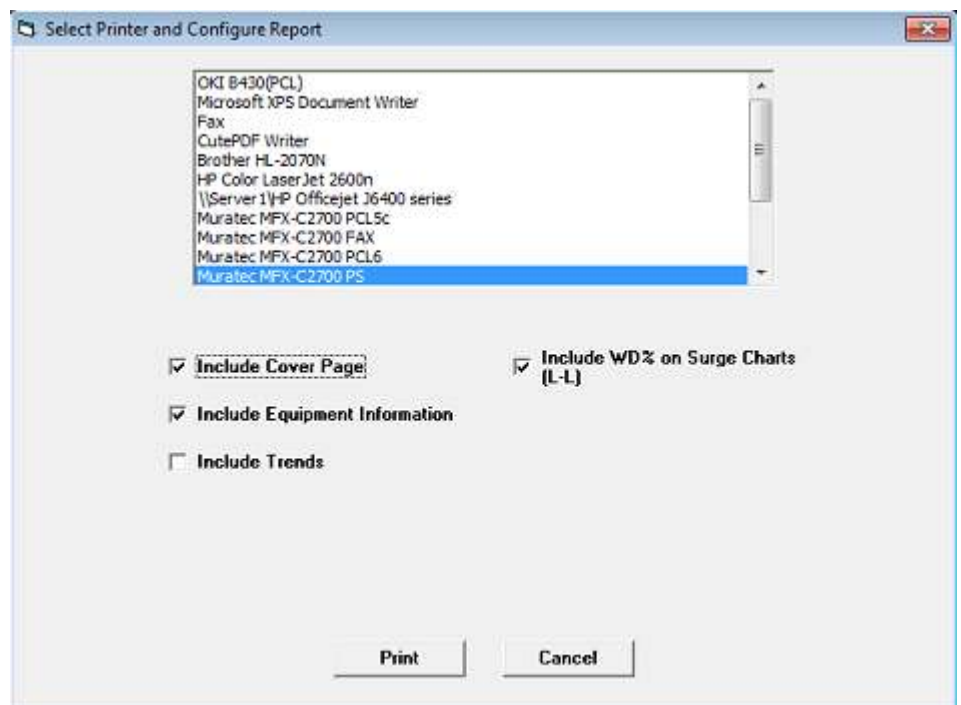 Select Printer and Configure Report
OKI B430(PCL)
Microsoft XPS Document Writer
Fax
CutePDF Writer
Brother HL-2070N
HP Color LaserJet 2600n
\\Server1\HP Officejet J6400 series
Muratec MFX-C2700 PCL5c
Muratec MFX-C2700 FAX
Muratec MFX-C2700 PCL6
Muratec MFX-C2700 PS
Include Cover Page
Include WD% on Surge Charts
(L-L)
Include Equipment Information
Include Trends
Print Cancel